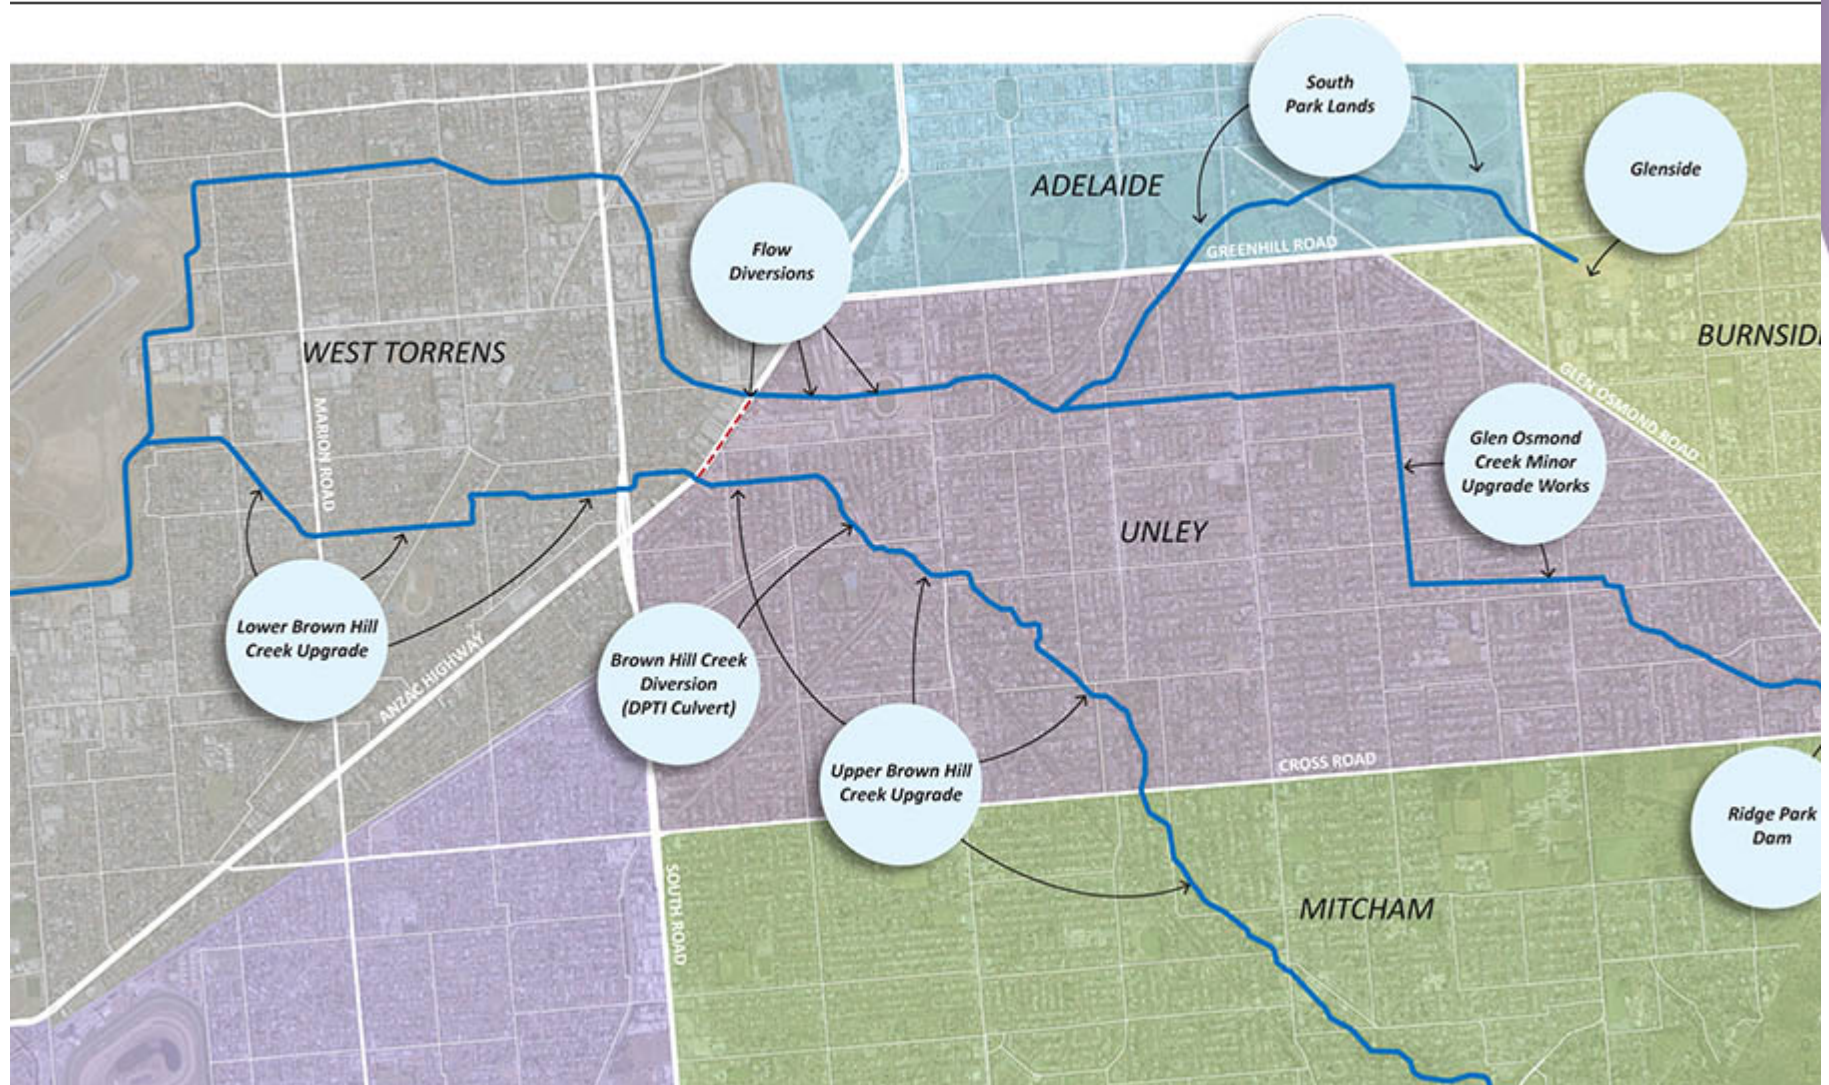 South
Park Lands
Glenside
ADELAIDE
GREENHILL ROAD
Flow
Diversions
WEST TORRENS
GLEN OSMOND ROAD
MARION ROAD
Glen Osmond
Creek Minor
Upgrade Works
UNLEY
Lower Brown Hill
Creek Upgrade
ANZAC HIGHWAY
Brown Hill Creek
Diversion
(DPTI Culvert)
Upper Brown Hill
Creek Upgrade
CROSS ROAD
Ridge Park
Dam
SOUTH ROAD
MITCHAM